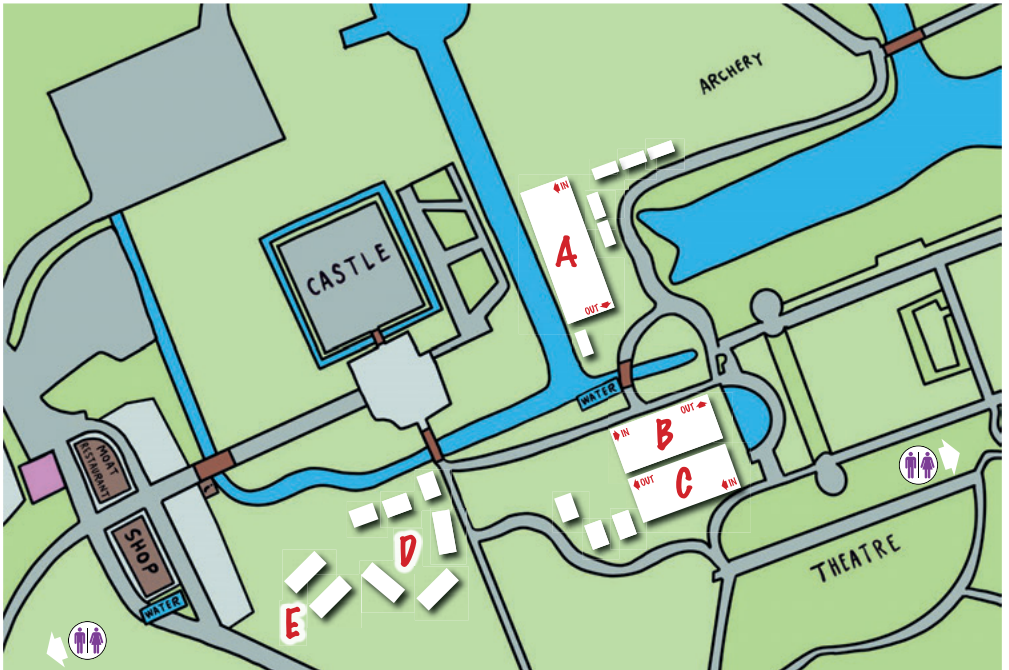 ARCHERY
IN
A
OUT
CASTLE
P
WATER
OUT
IN
B
OUT
C
IN
MOAT
RESTAURANT
SHOP
WATER
D
E
THEATRE